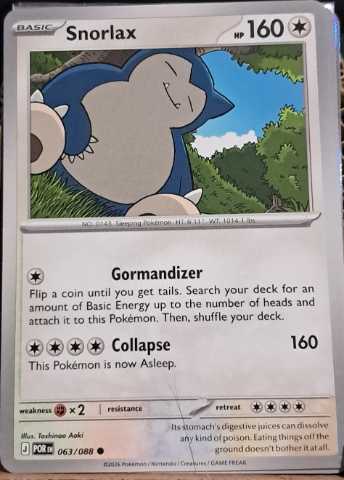 BASIC
Snorlax
HP 160
NO. 0143 Sleeping Pokémon HT: 6'11" WT: 1014.1 lbs.
Gormandizer
Flip a coin until you get tails. Search your deck for an
amount of Basic Energy up to the number of heads and
attach it to this Pokémon. Then, shuffle your deck.
Collapse 160
This Pokémon is now Asleep.
weakness ×2 resistance retreat
Illus. Toshinao Aoki
J POR EN 063/088
Its stomach's digestive juices can dissolve
any kind of poison. Eating things off the
ground doesn't bother it at all.
©2026 Pokémon / Nintendo / Creatures / GAME FREAK